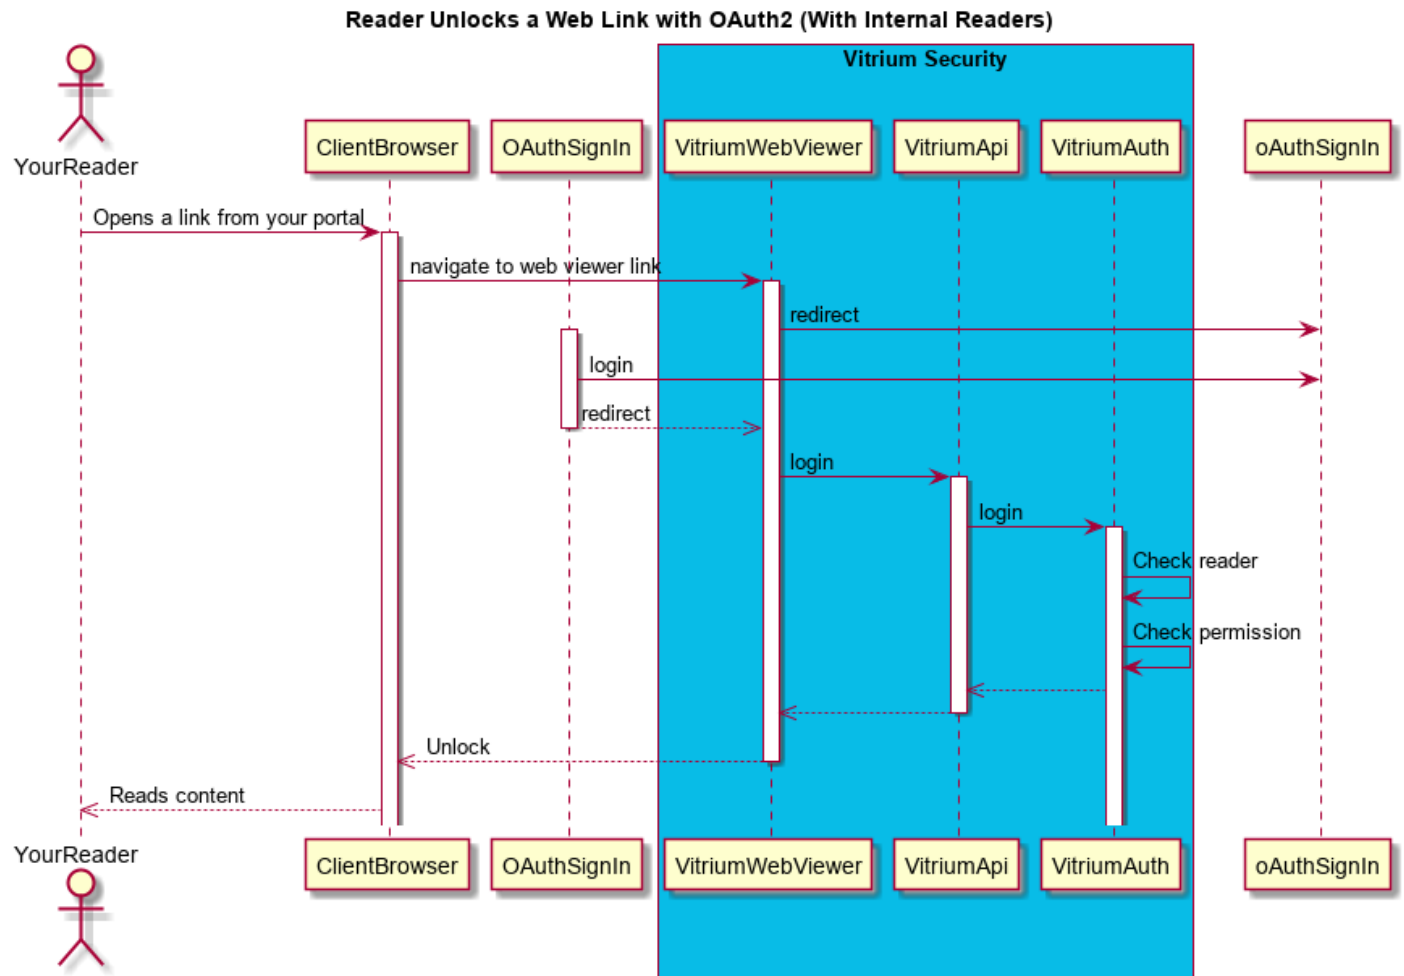 Reader Unlocks a Web Link with OAuth2 (With Internal Readers)
Vitrium Security
YourReader
ClientBrowser
OAuthSignIn
VitriumWebViewer
VitriumApi
VitriumAuth
oAuthSignIn
Opens a link from your portal
navigate to web viewer link
redirect
login
redirect
login
login
Check reader
Check permission
Unlock
Reads content
YourReader
ClientBrowser
OAuthSignIn
VitriumWebViewer
VitriumApi
VitriumAuth
oAuthSignIn